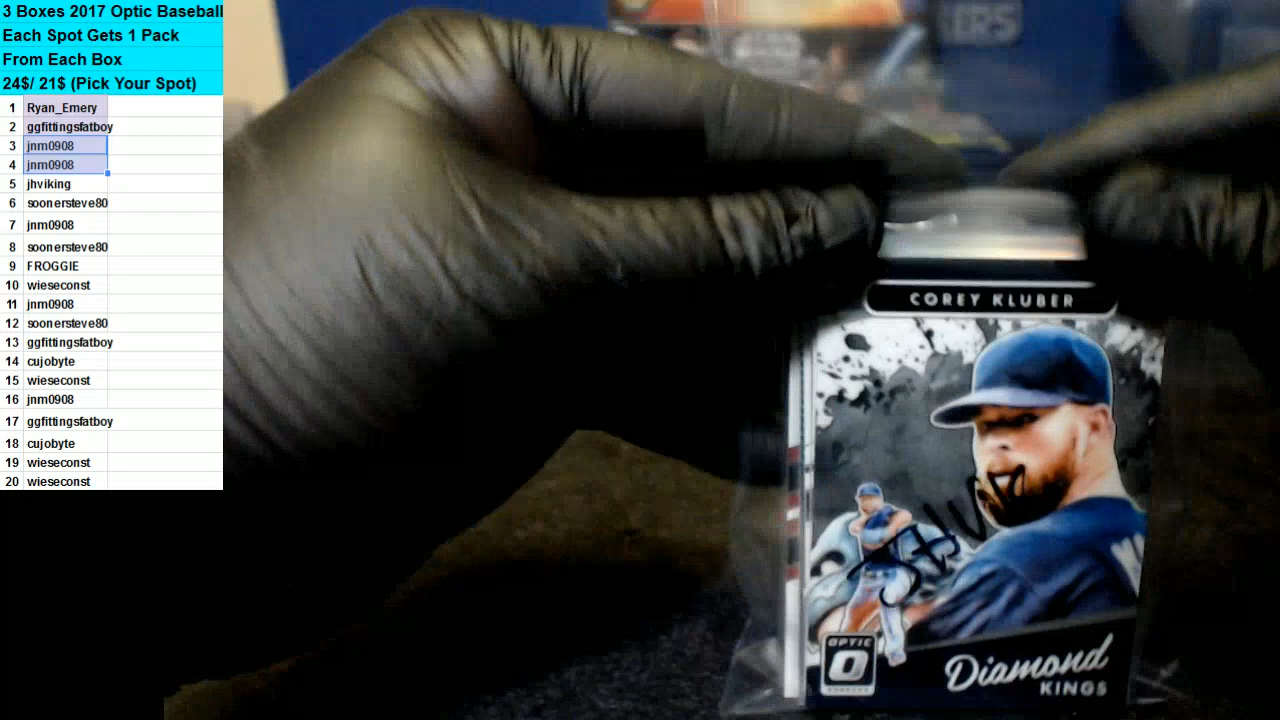 3 Boxes 2017 Optic Baseball
Each Spot Gets 1 Pack
From Each Box
24$/ 21$ (Pick Your Spot)
1 Ryan_Emery
2 ggfittingsfatboy
3 jnm0908
4 jnm0908
5 jhviking
6 soonersteve80
7 jnm0908
8 soonersteve80
9 FROGGIE
10 wieseconst
11 jnm0908
12 soonersteve80
13 ggfittingsfatboy
14 cujobyte
15 wieseconst
16 jnm0908
17 ggfittingsfatboy
18 cujobyte
19 wieseconst
20 wieseconst
ERS
COREY KLUBER
OPTIC
Diamond
KINGS